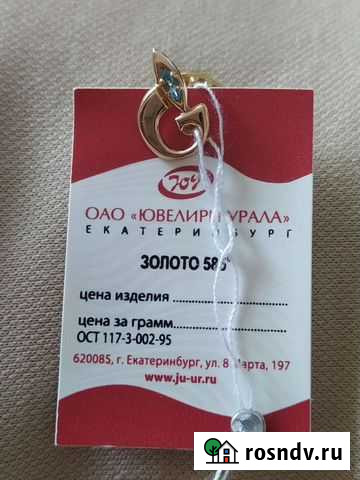 ЮУ
ОАО «ЮВЕЛИРЫ УРАЛА»
ЕКАТЕРИНБУРГ
ЗОЛОТО 585°
цена изделия
цена за грамм
ОСТ 117-3-002-95
620085, г. Екатеринбург, ул. 8 Марта, 197
www.ju-ur.ru
rosndv.ru